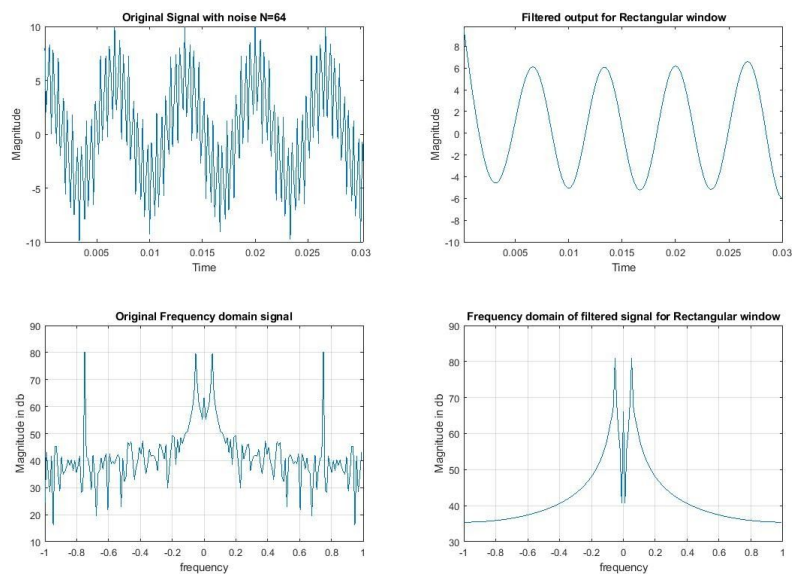 Original Signal with noise N=64
10
5
0
-5
-10
Magnitude
0.005 0.01 0.015 0.02 0.025 0.03
Time
Filtered output for Rectangular window
8
6
4
2
0
-2
-4
-6
-10
Magnitude
0.005 0.01 0.015 0.02 0.025 0.03
Time
Original Frequency domain signal
90
80
70
60
50
40
30
20
10
Magnitude in db
-1 -0.8 -0.6 -0.4 -0.2 0 0.2 0.4 0.6 0.8 1
frequency
Frequency domain of filtered signal for Rectangular window
90
80
70
60
50
40
30
Magnitude in db
-1 -0.8 -0.6 -0.4 -0.2 0 0.2 0.4 0.6 0.8 1
frequency